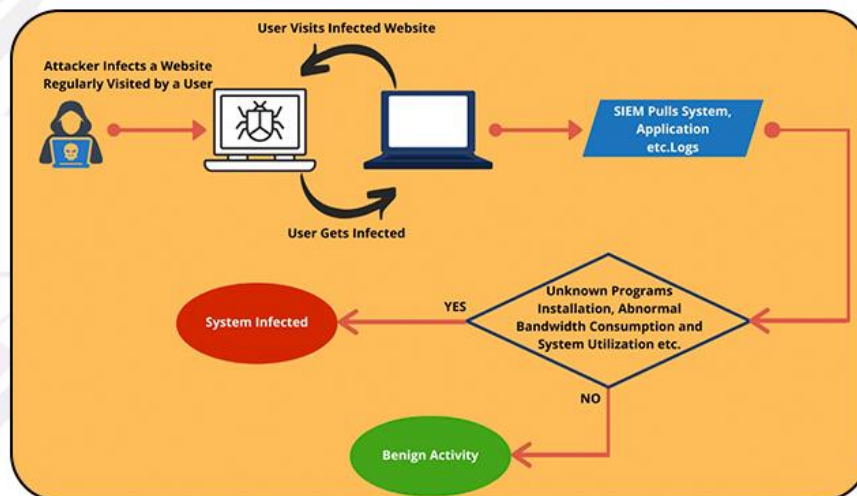 User Visits Infected Website
Attacker Infects a Website
Regularly Visited by a User
SIEM Pulls System,
Application
etc.Logs
User Gets Infected
Unknown Programs
Installation, Abnormal
Bandwidth Consumption and
System Utilization etc.
YES
System Infected
NO
Benign Activity